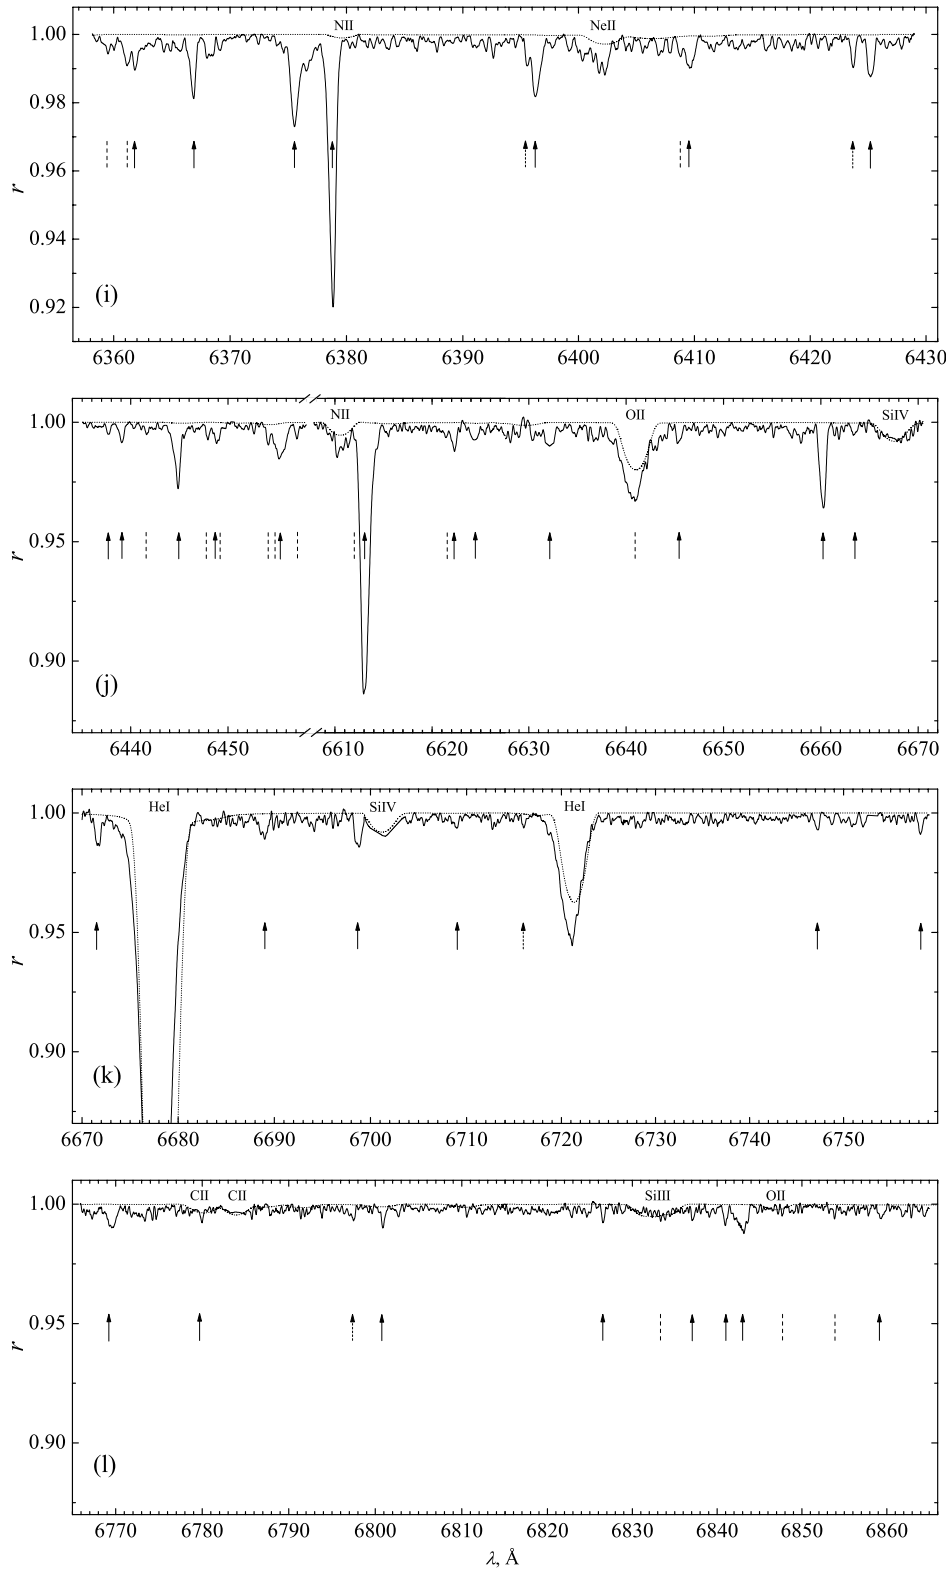 NII NeII
1.00
0.98
0.96
r
0.94
0.92
(i)
6360 6370 6380 6390 6400 6410 6420 6430
NII OII SiIV
1.00
0.95
r
0.90
(j)
6440 6450 6610 6620 6630 6640 6650 6660 6670
HeI SiIV HeI
1.00
0.95
r
0.90
(k)
6670 6680 6690 6700 6710 6720 6730 6740 6750
CII CII SiIII OII
1.00
0.95
r
0.90
(l)
6770 6780 6790 6800 6810 6820 6830 6840 6850 6860
λ, Å